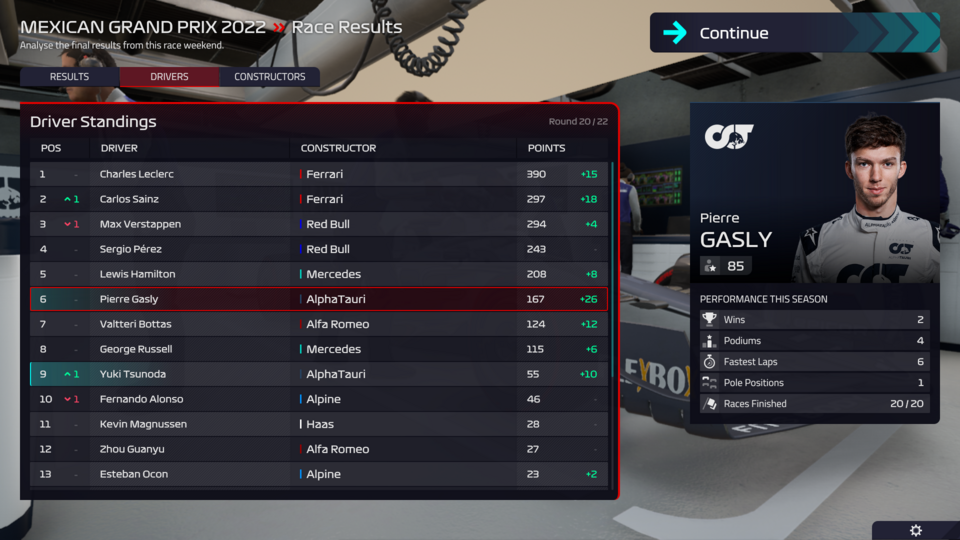 MEXICAN GRAND PRIX 2022 » Race Results
Analyse the final results from this race weekend.
Continue
RESULTS DRIVERS CONSTRUCTORS
Driver Standings Round 20 / 22
POS DRIVER CONSTRUCTOR POINTS
1 - Charles Leclerc Ferrari 390 +15
2 1 Carlos Sainz Ferrari 297 +18
3 1 Max Verstappen Red Bull 294 +4
4 - Sergio Pérez Red Bull 243 -
5 - Lewis Hamilton Mercedes 208 +8
6 - Pierre Gasly AlphaTauri 167 +26
7 - Valtteri Bottas Alfa Romeo 124 +12
8 - George Russell Mercedes 115 +6
9 1 Yuki Tsunoda AlphaTauri 55 +10
10 1 Fernando Alonso Alpine 46 -
11 - Kevin Magnussen Haas 28 -
12 - Zhou Guanyu Alfa Romeo 27 -
13 - Esteban Ocon Alpine 23 +2
Pierre
GASLY
85
PERFORMANCE THIS SEASON
Wins 2
Podiums 4
Fastest Laps 6
Pole Positions 1
Races Finished 20 / 20